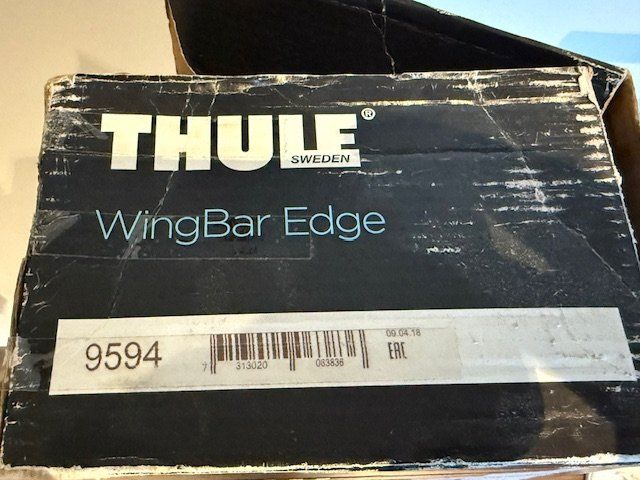 THULE®
SWEDEN
WingBar Edge
9594
09.04.18
EAC
7 313020 083836